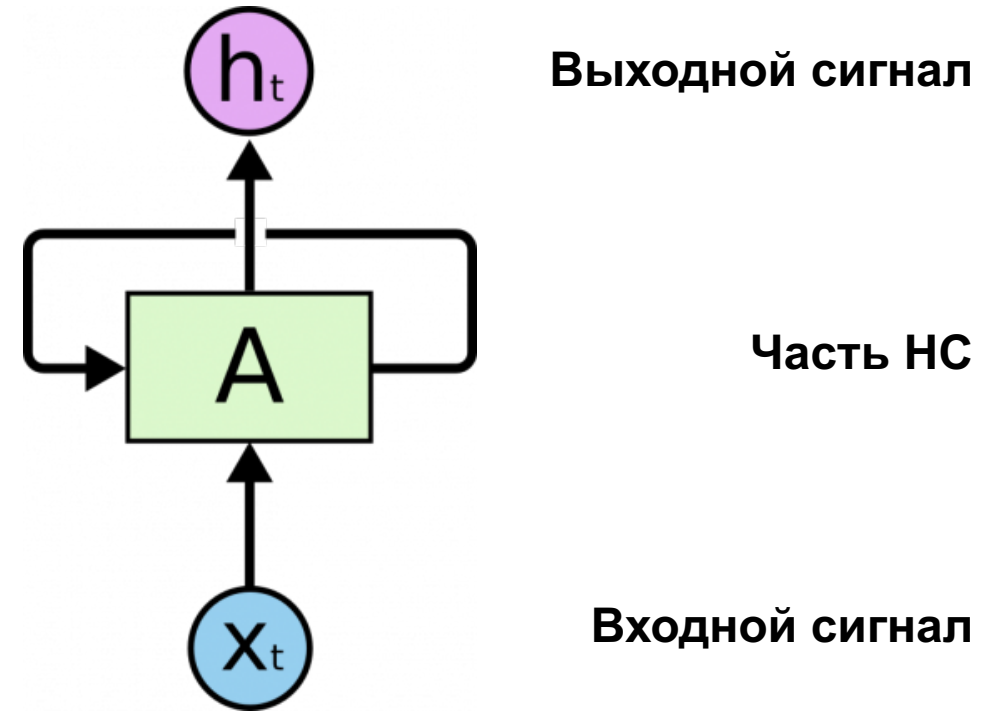 ht
Выходной сигнал
A
Часть НС
xt
Входной сигнал